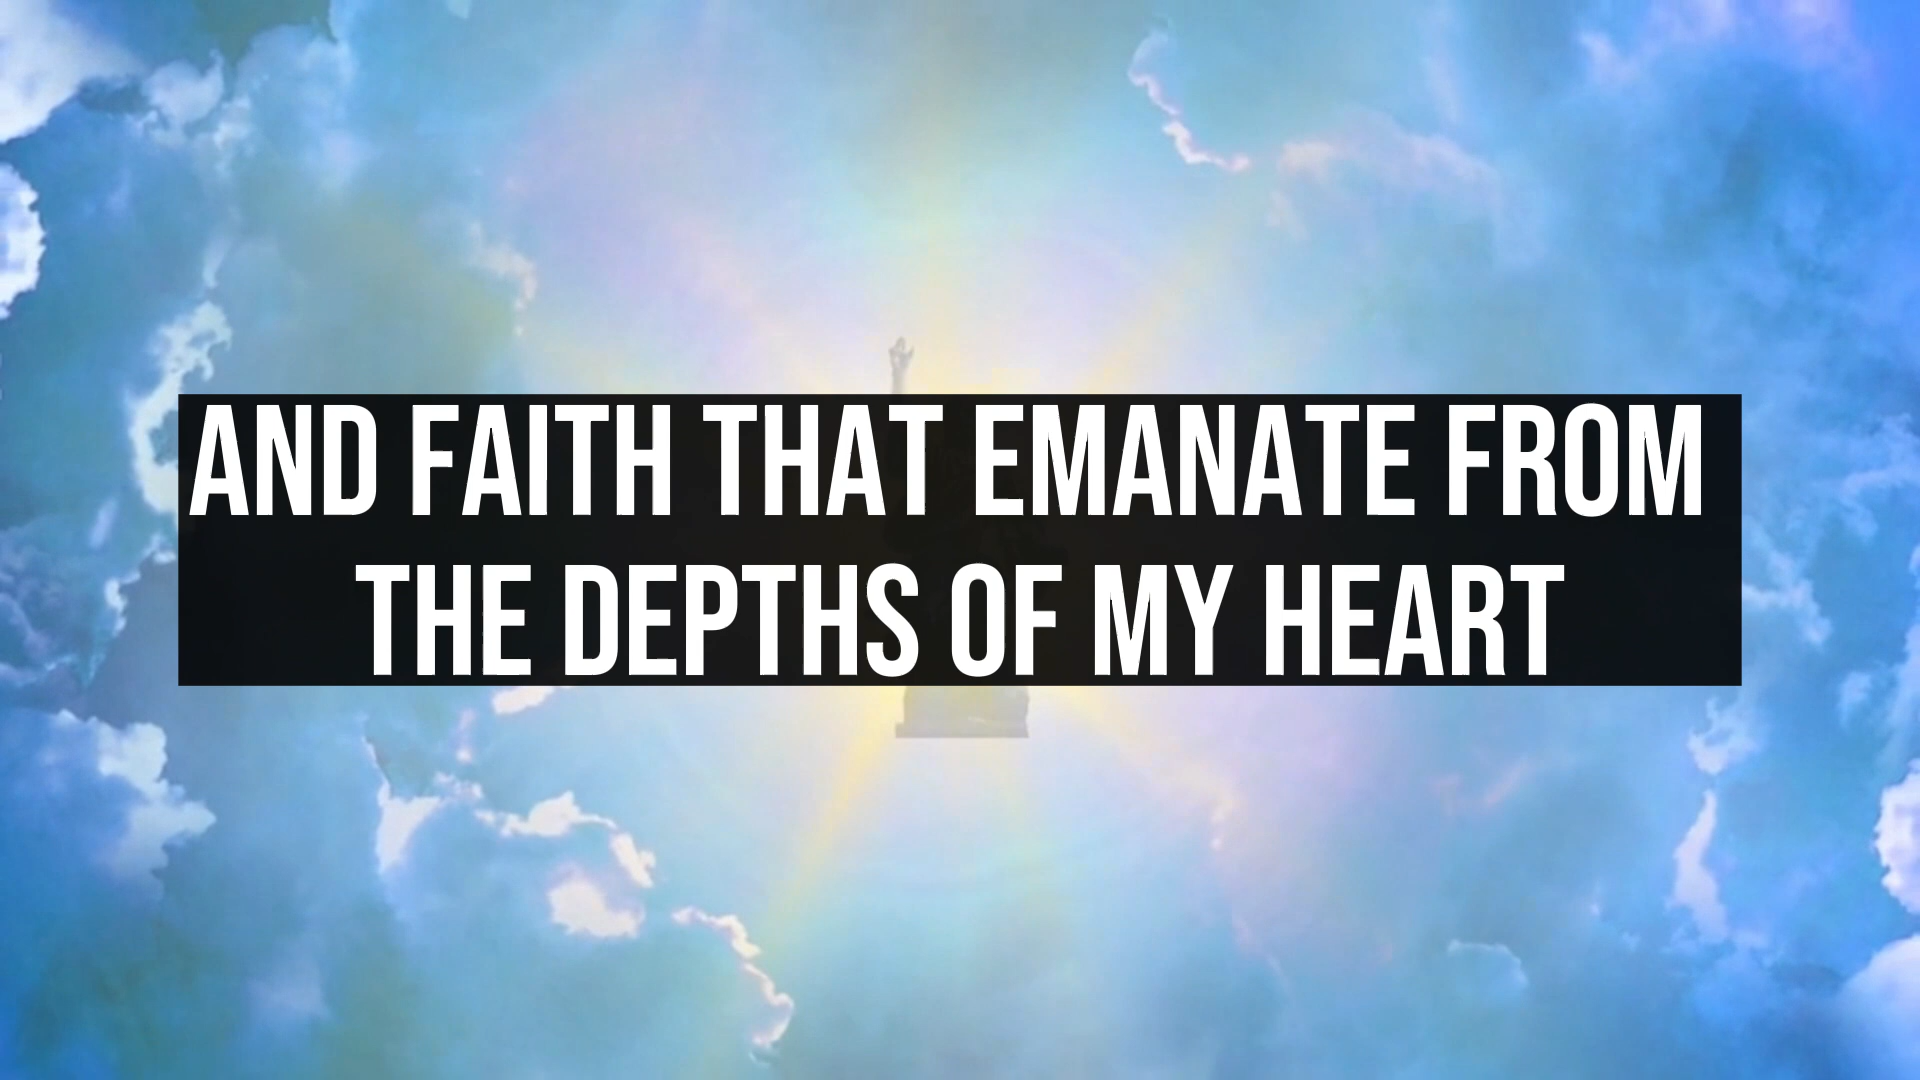 AND FAITH THAT EMANATE FROM
THE DEPTHS OF MY HEART